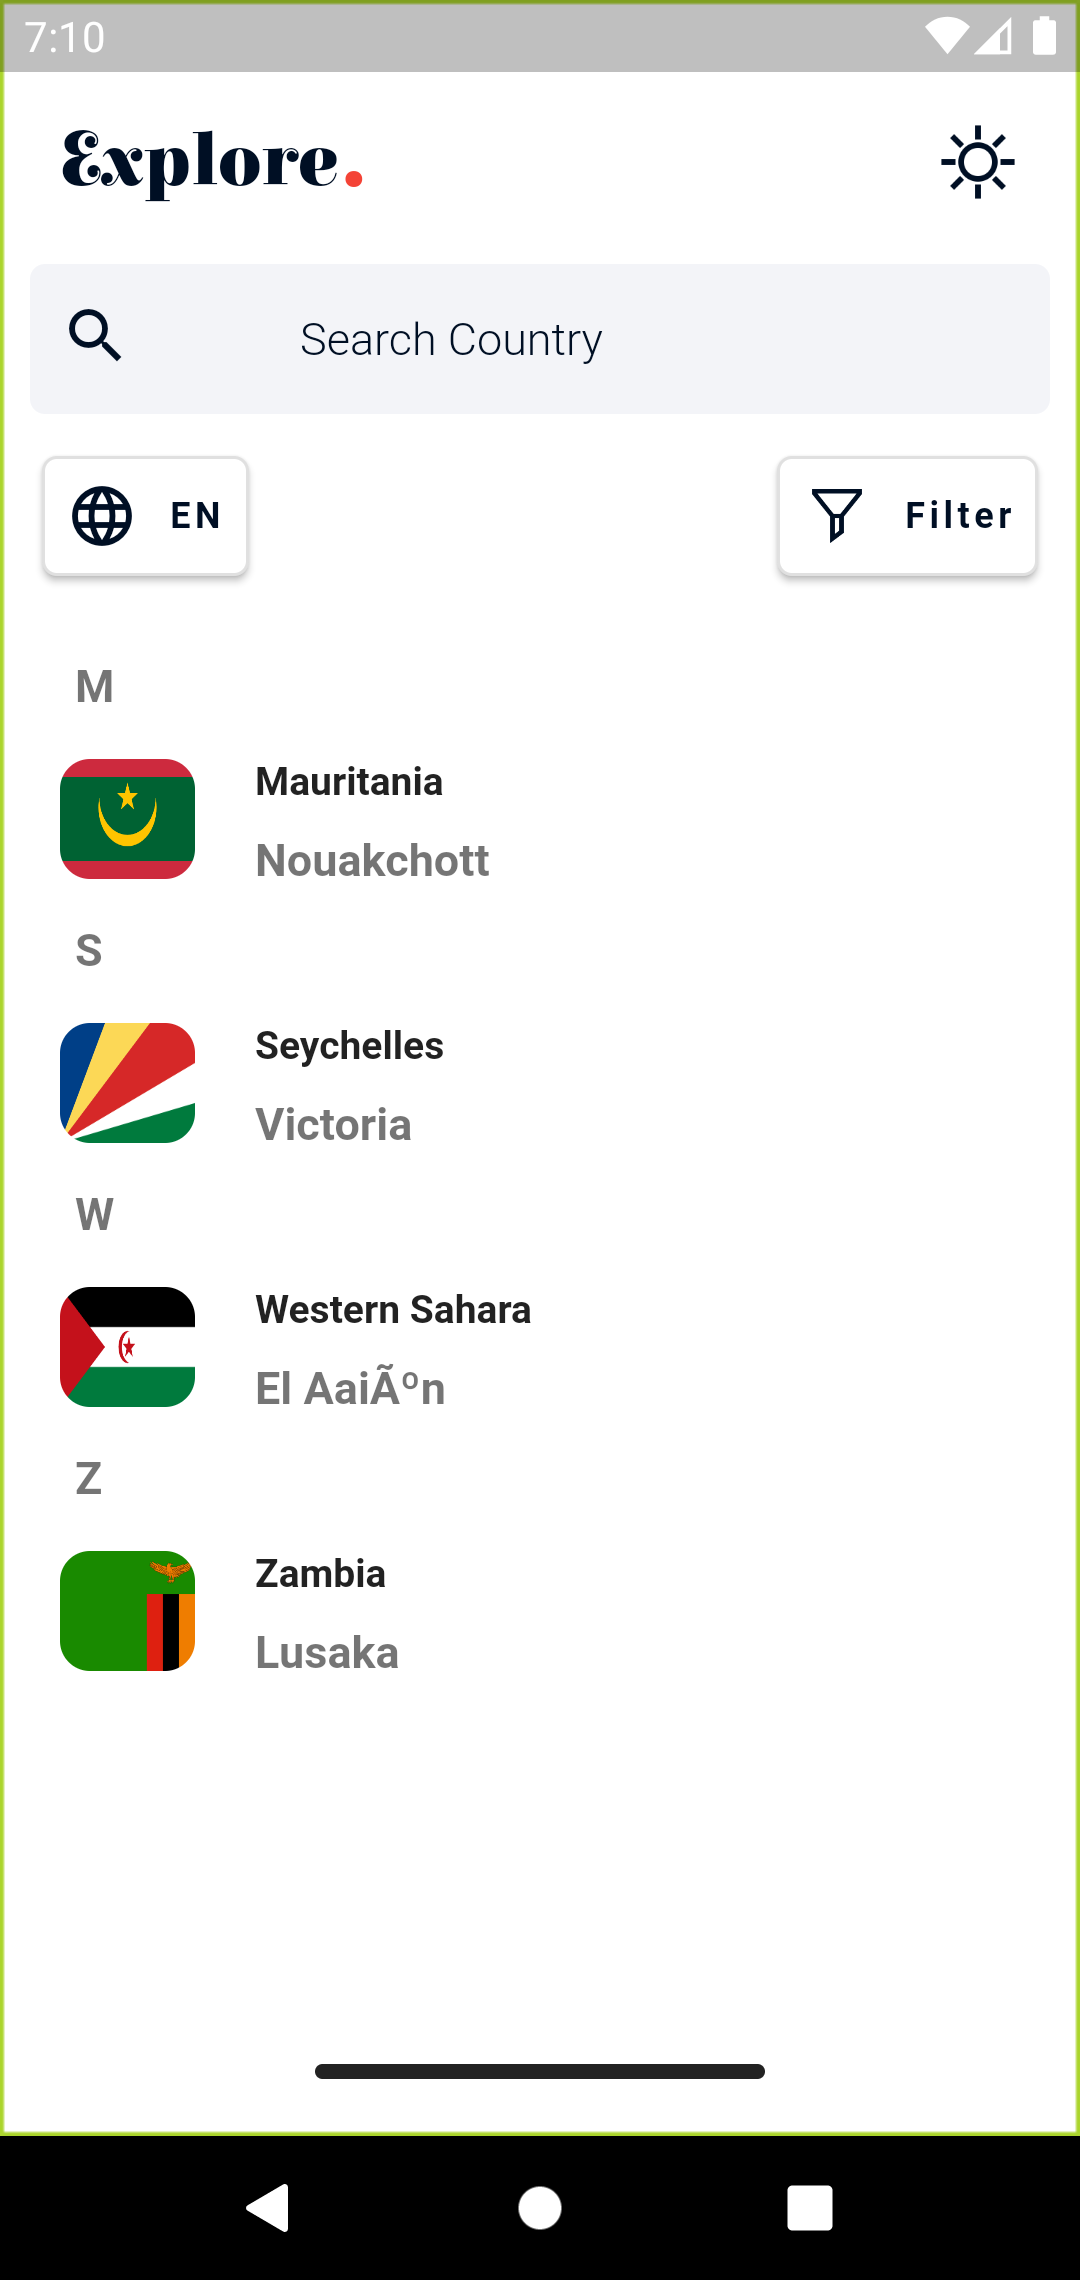 7:10
Explore.
Search Country
EN
Filter
M
Mauritania
Nouakchott
S
Seychelles
Victoria
W
Western Sahara
El AaiÃºn
Z
Zambia
Lusaka